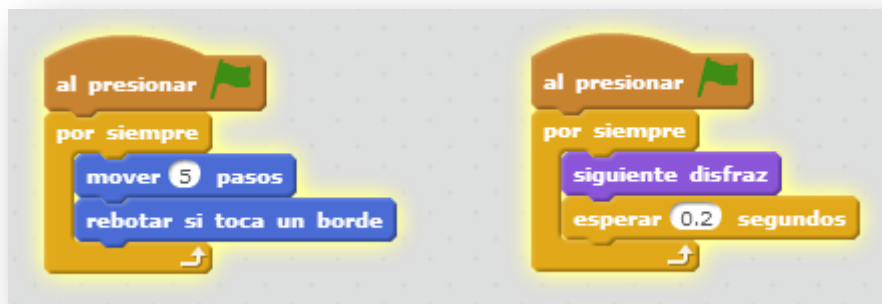 al presionar
por siempre
mover 5 pasos
rebotar si toca un borde
al presionar
por siempre
siguiente disfraz
esperar 0.2 segundos